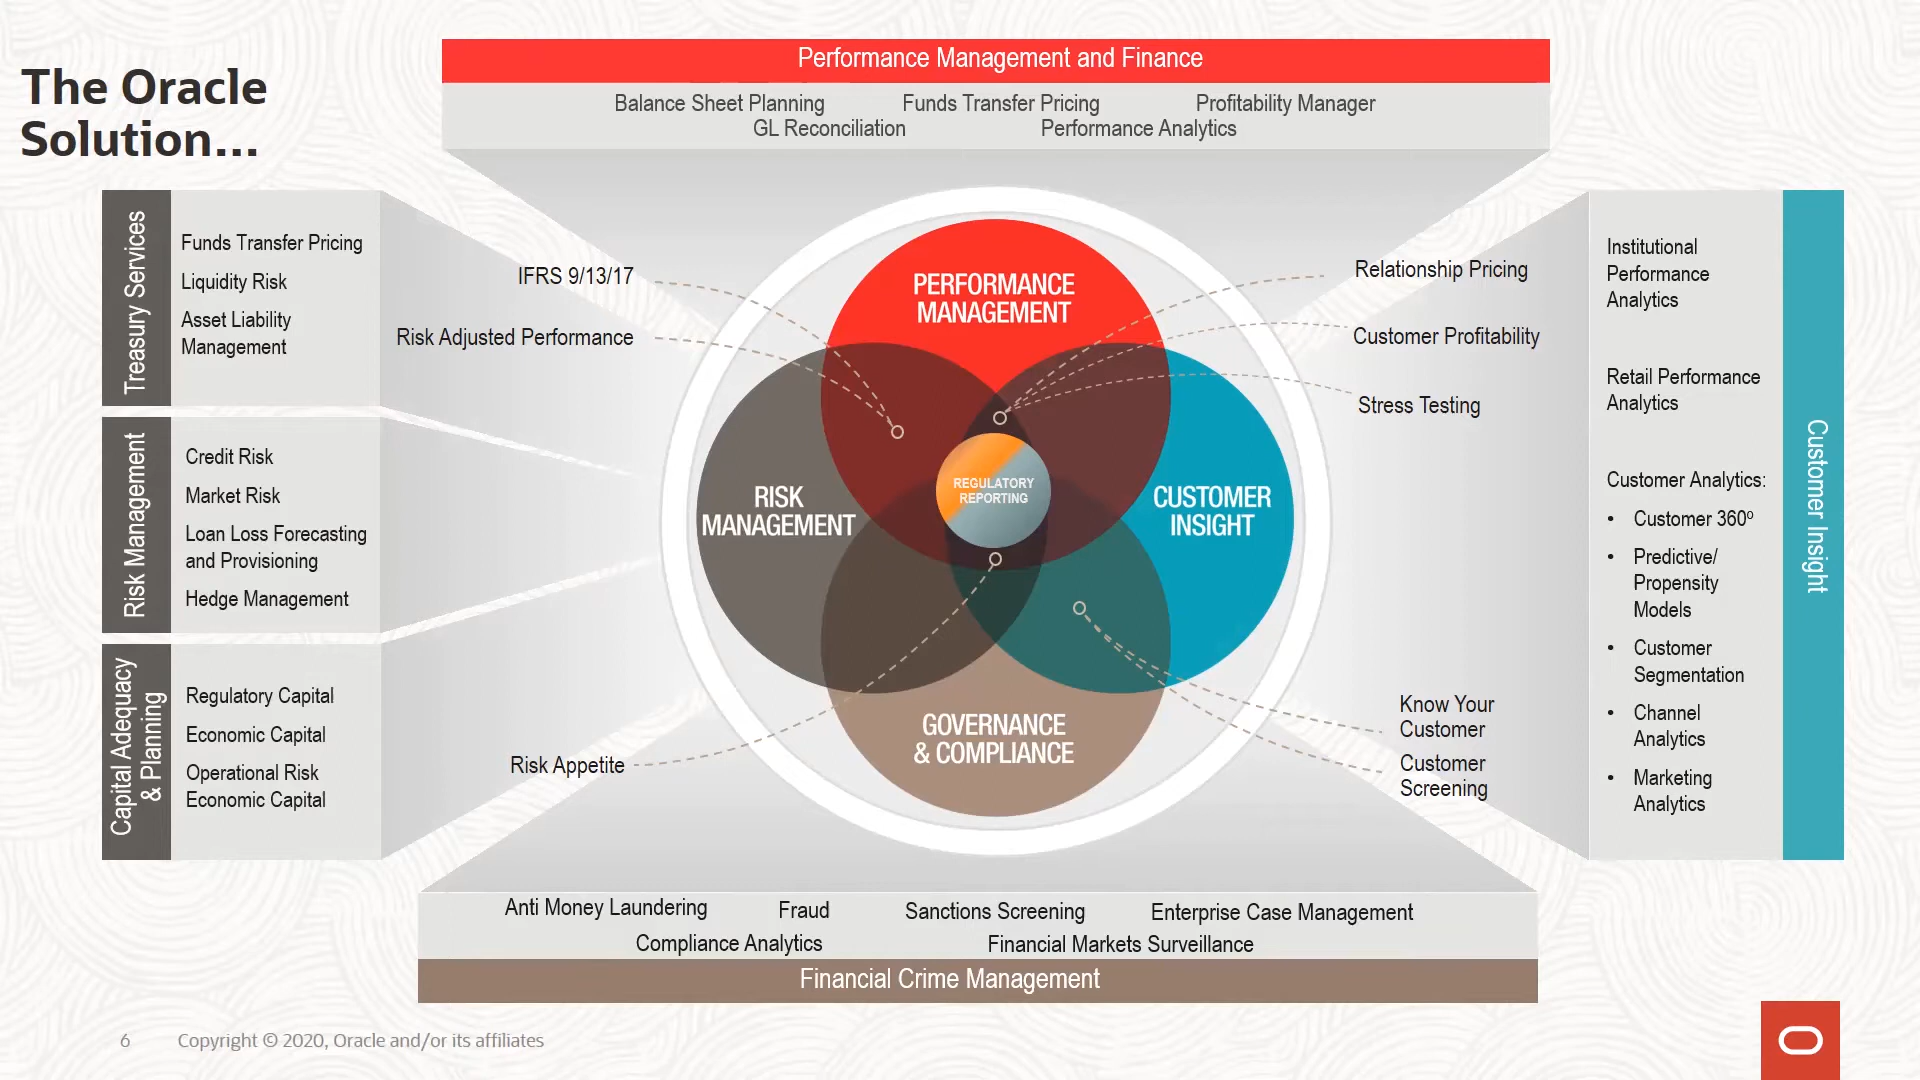 The Oracle
Solution...
Performance Management and Finance
Balance Sheet Planning
Funds Transfer Pricing
Profitability Manager
GL Reconciliation
Performance Analytics
Treasury Services
Funds Transfer Pricing
Liquidity Risk
Asset Liability
Management
Risk Management
Credit Risk
Market Risk
Loan Loss Forecasting
and Provisioning
Hedge Management
Capital Adequacy
& Planning
Regulatory Capital
Economic Capital
Operational Risk
Economic Capital
IFRS 9/13/17
Risk Adjusted Performance
Risk Appetite
PERFORMANCE
MANAGEMENT
RISK
MANAGEMENT
REGULATORY
REPORTING
CUSTOMER
INSIGHT
GOVERNANCE
& COMPLIANCE
Relationship Pricing
Customer Profitability
Stress Testing
Know Your
Customer
Customer
Screening
Institutional
Performance
Analytics
Retail Performance
Analytics
Customer Analytics:
• Customer 360º
• Predictive/
Propensity
Models
• Customer
Segmentation
• Channel
Analytics
• Marketing
Analytics
Customer Insight
Anti Money Laundering
Fraud
Sanctions Screening
Enterprise Case Management
Compliance Analytics
Financial Markets Surveillance
Financial Crime Management
6
Copyright © 2020, Oracle and/or its affiliates